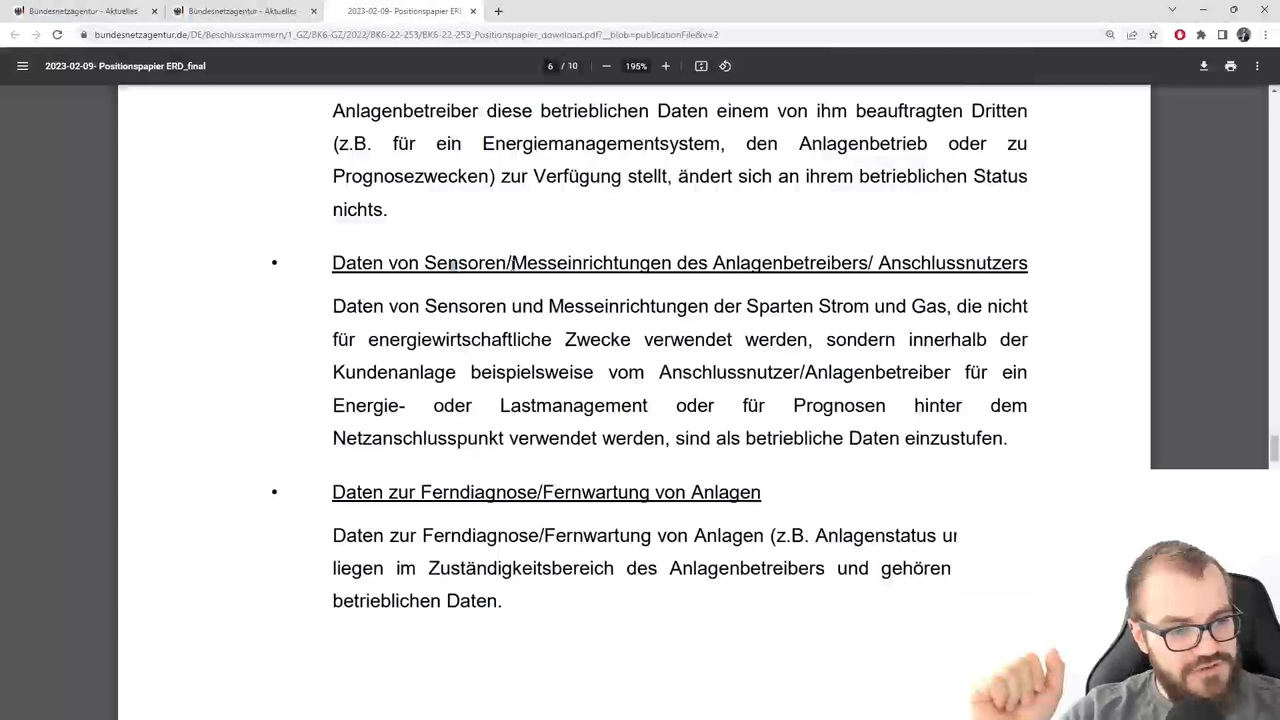 Bundesnetzagentur - Aktuelles
Bundesnetzagentur - Aktuelles
2023-02-09- Positionspapier ERD
bundesnetzagentur.de/DE/Beschlusskammern/1_GZ/BK6-GZ/2022/BK6-22-253/BK6-22-253_Positionspapier_download.pdf?__blob=publicationFile&v=2
2023-02-09- Positionspapier ERD_final
6 / 10
195%
Anlagenbetreiber diese betrieblichen Daten einem von ihm beauftragten Dritten
(z.B. für ein Energiemanagementsystem, den Anlagenbetrieb oder zu
Prognosezwecken) zur Verfügung stellt, ändert sich an ihrem betrieblichen Status
nichts.
• Daten von Sensoren/Messeinrichtungen des Anlagenbetreibers/ Anschlussnutzers
Daten von Sensoren und Messeinrichtungen der Sparten Strom und Gas, die nicht
für energiewirtschaftliche Zwecke verwendet werden, sondern innerhalb der
Kundenanlage beispielsweise vom Anschlussnutzer/Anlagenbetreiber für ein
Energie- oder Lastmanagement oder für Prognosen hinter dem
Netzanschlusspunkt verwendet werden, sind als betriebliche Daten einzustufen.
• Daten zur Ferndiagnose/Fernwartung von Anlagen
Daten zur Ferndiagnose/Fernwartung von Anlagen (z.B. Anlagenstatus
liegen im Zuständigkeitsbereich des Anlagenbetreibers und gehören
betrieblichen Daten.